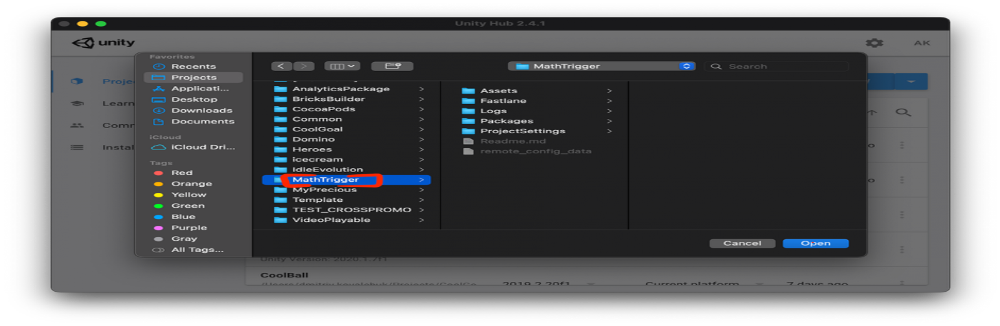 Unity Hub 2.4.1
unity
AK
Favorites
Recents
Projects
Applicati...
Desktop
Downloads
Documents
iCloud
iCloud Dri...
Tags
Red
Orange
Yellow
Green
Blue
Purple
Gray
All Tags...
Learn
Instal
MathTrigger
Search
AnalyticsPackage
BricksBuilder
CocoaPods
Common
CoolGoal
Domino
Heroes
icecream
IdleEvolution
MathTrigger
MyPrecious
Template
TEST_CROSSPROMO
VideoPlayable
Assets
Fastlane
Logs
Packages
ProjectSettings
Readme.md
remote_config_data
Cancel
Open
Unity Version: 2020.1.7f1
CoolBall
2019.2.20f1
Current platform
7 days ago